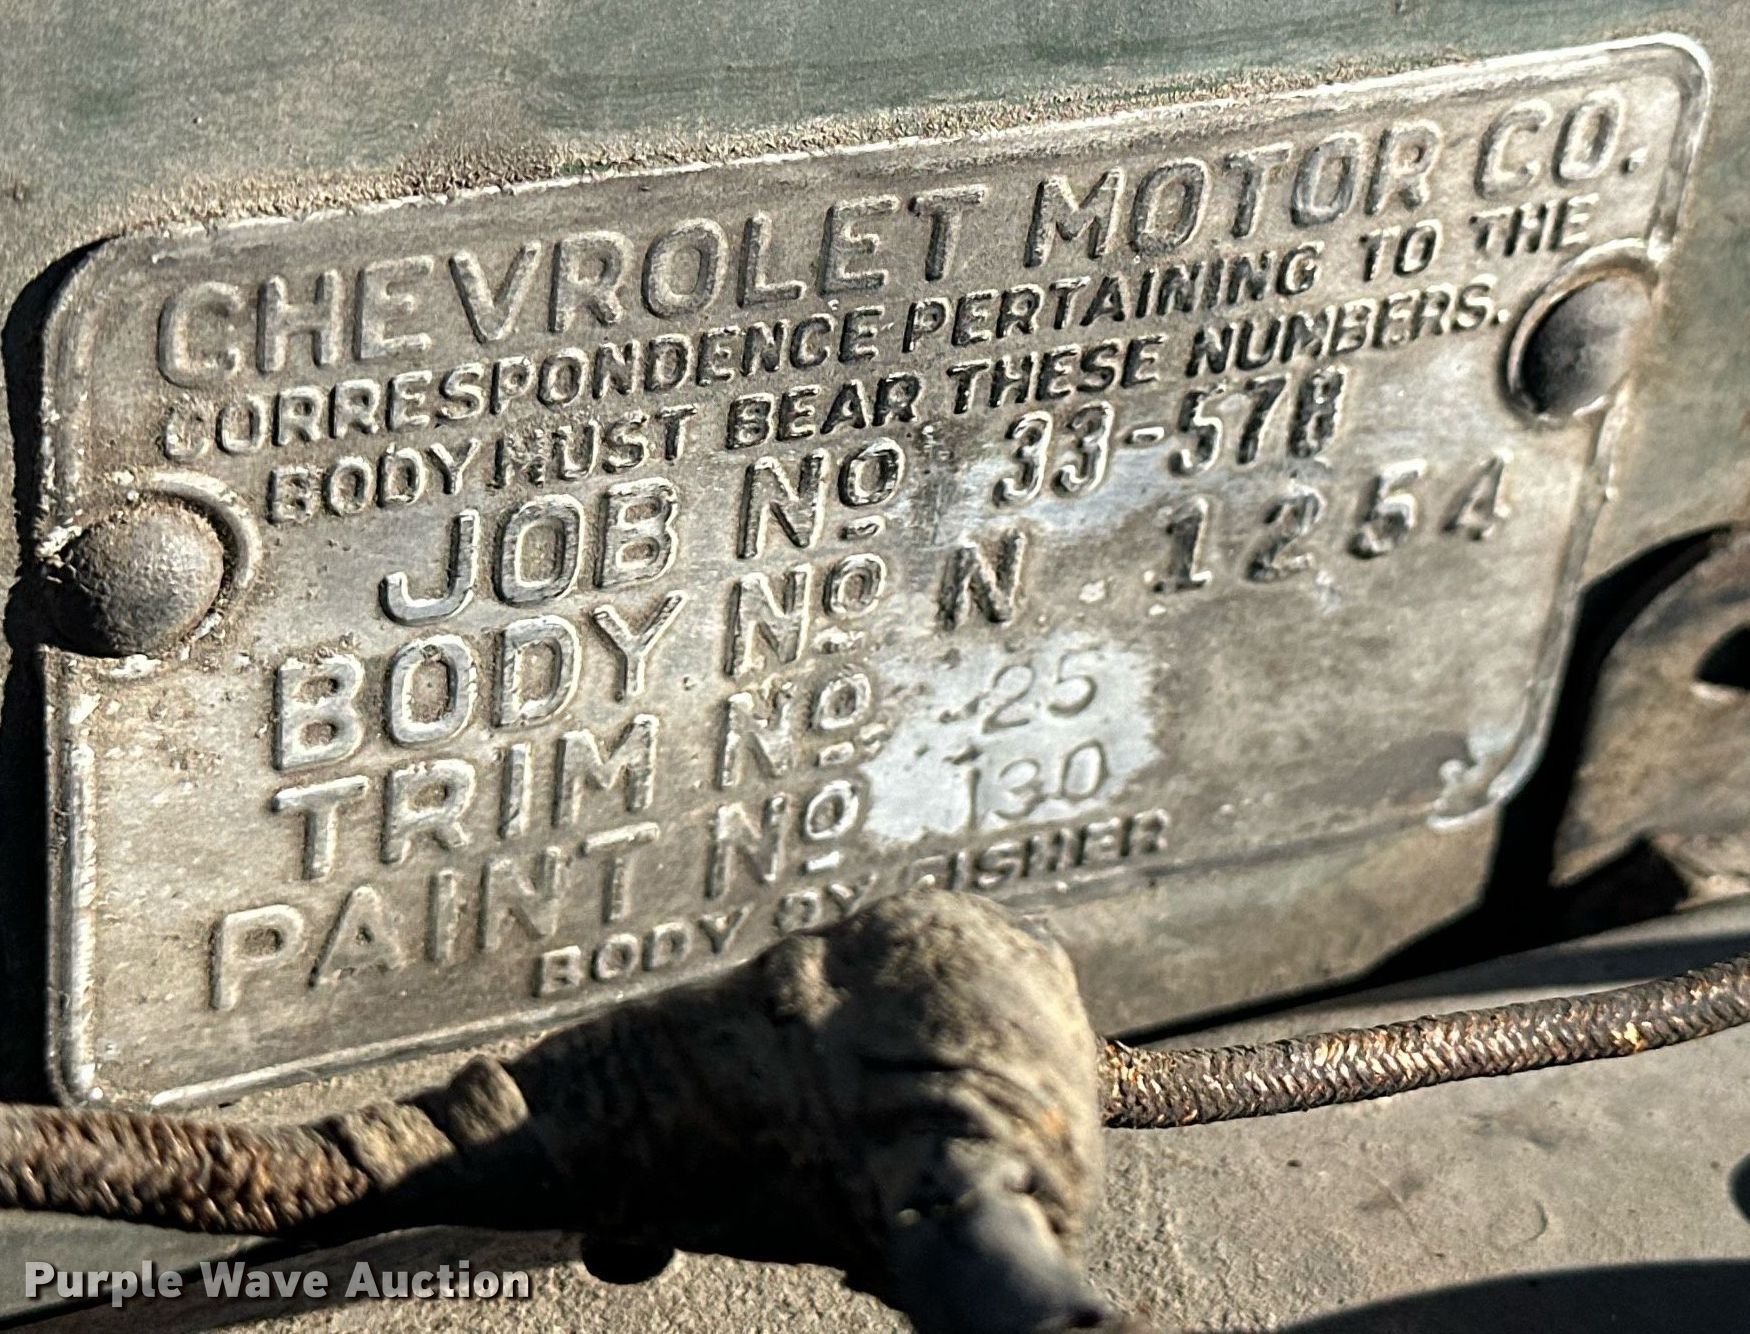 CHEVROLET MOTOR CO.
CORRESPONDENCE PERTAINING TO THE
BODY MUST BEAR THESE NUMBERS.
JOB No 33-578
BODY No N 1254
TRIM No 25
PAINT No 130
BODY BY FISHER
Purple Wave Auction